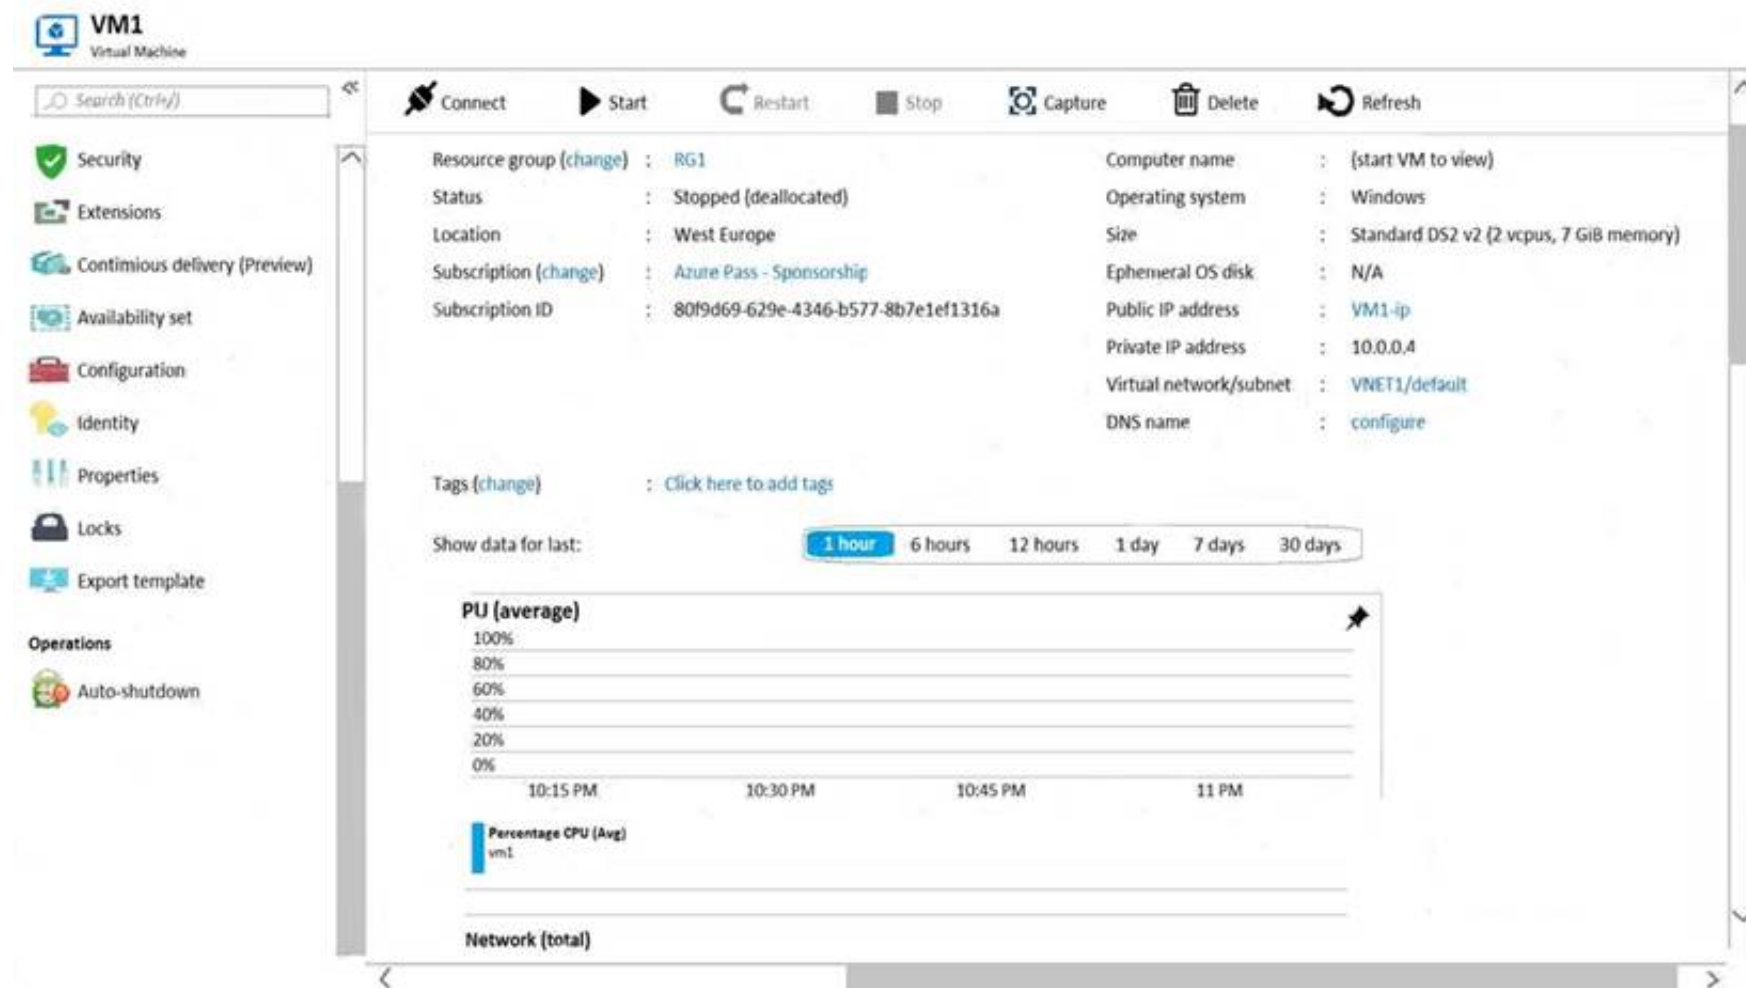 VM1
Virtual Machine
Search (Ctrl+/)
Security
Extensions
Contimious delivery (Preview)
Availability set
Configuration
Identity
Properties
Locks
Export template
Operations
Auto-shutdown
Connect Start Restart Stop Capture Delete Refresh
Resource group (change) : RG1
Status : Stopped (deallocated)
Location : West Europe
Subscription (change) : Azure Pass - Sponsorship
Subscription ID : 80f9d69-629e-4346-b577-8b7e1ef1316a
Computer name : (start VM to view)
Operating system : Windows
Size : Standard DS2 v2 (2 vcpus, 7 GiB memory)
Ephemeral OS disk : N/A
Public IP address : VM1-ip
Private IP address : 10.0.0.4
Virtual network/subnet : VNET1/default
DNS name : configure
Tags (change) : Click here to add tags
Show data for last: 1 hour 6 hours 12 hours 1 day 7 days 30 days
PU (average)
100%
80%
60%
40%
20%
0%
10:15 PM 10:30 PM 10:45 PM 11 PM
Percentage CPU (Avg)
vm1
Network (total)